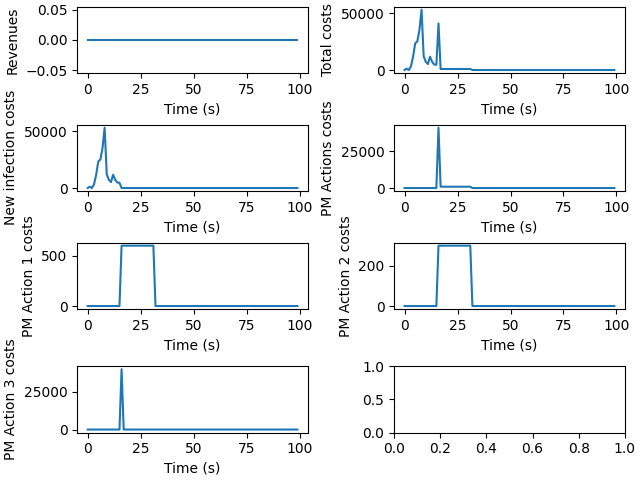 Revenues
0.05
0.00
−0.05
0 25 50 75 100
Time (s)
Total costs
50000
0
0 25 50 75 100
Time (s)
New infection costs
50000
0
0 25 50 75 100
Time (s)
PM Actions costs
25000
0
0 25 50 75 100
Time (s)
PM Action 1 costs
500
0
0 25 50 75 100
Time (s)
PM Action 2 costs
200
0
0 25 50 75 100
Time (s)
PM Action 3 costs
25000
0
0 25 50 75 100
Time (s)
1.0
0.5
0.0
0.0 0.2 0.4 0.6 0.8 1.0